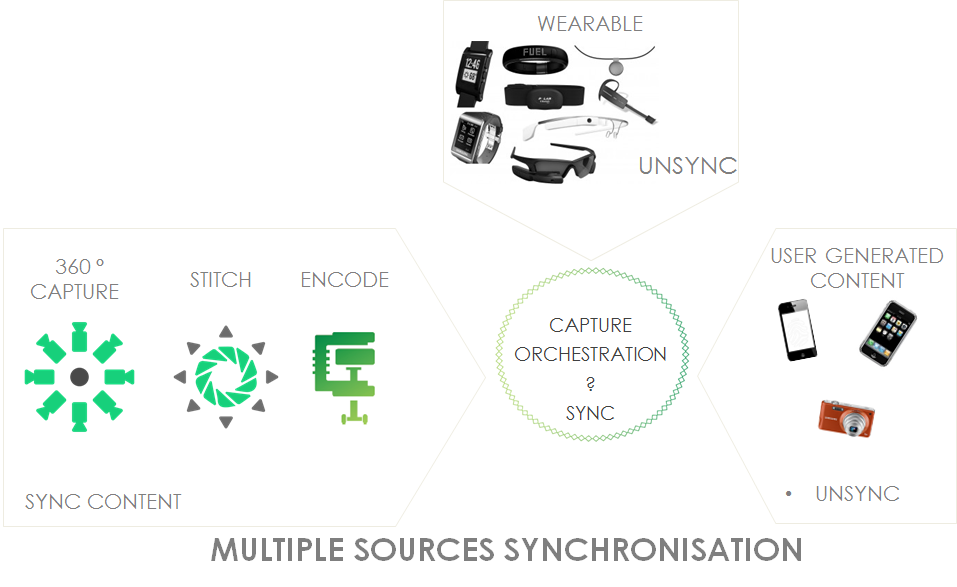 WEARABLE
FUEL
12:46
68°
UNSYNC
360 º
CAPTURE
STITCH
ENCODE
SYNC CONTENT
CAPTURE
ORCHESTRATION
?
SYNC
USER GENERATED
CONTENT
• UNSYNC
MULTIPLE SOURCES SYNCHRONISATION